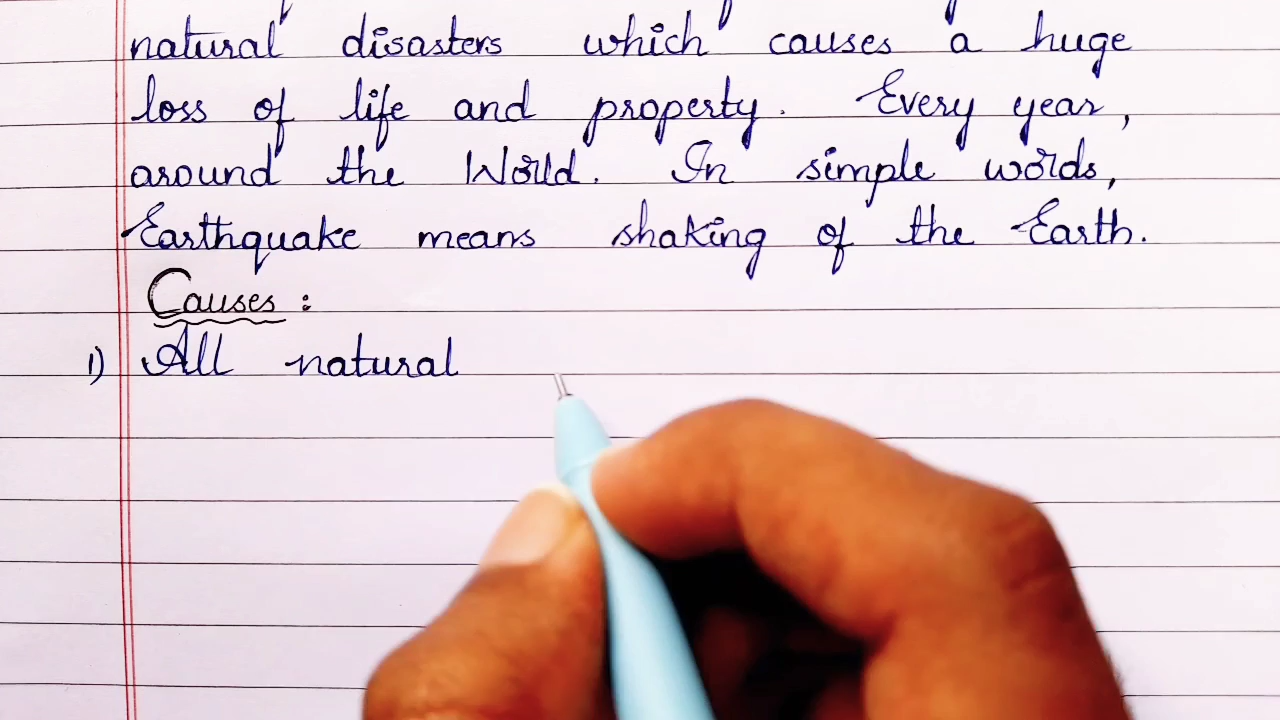 natural disasters which causes a huge
loss of life and property. Every year,
around the World. In simple words,
Earthquake means shaking of the Earth.
Causes :
1) All natural